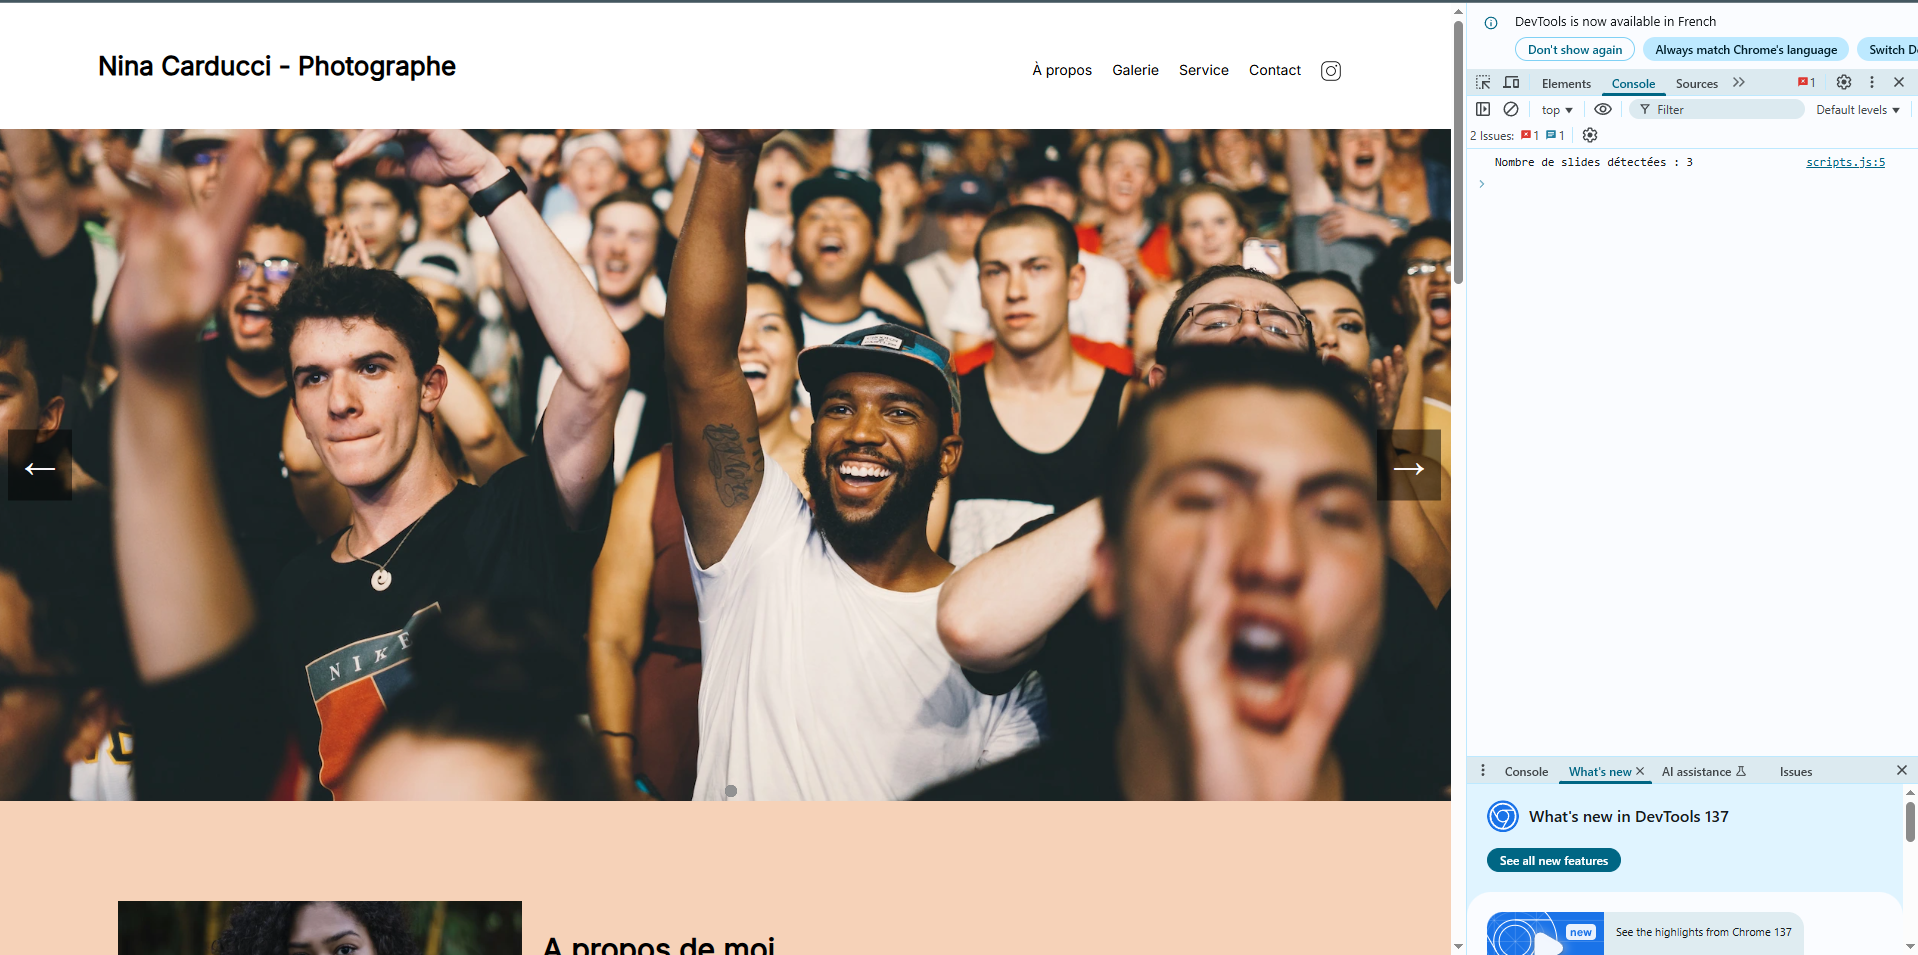 Nina Carducci - Photographe
À propos Galerie Service Contact
NIKE
A propos de moi
DevTools is now available in French
Don't show again Always match Chrome's language Switch D
Elements Console Sources 1
top Filter Default levels
2 Issues: 1 1
Nombre de slides détectées : 3 scripts.js:5
Console What's new AI assistance Issues
What's new in DevTools 137
See all new features
new See the highlights from Chrome 137